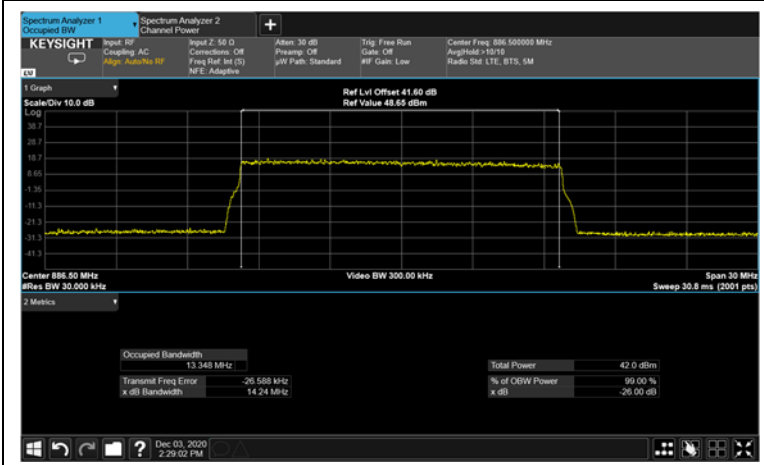 Spectrum Analyzer 1
Occupied BW
Spectrum Analyzer 2
Channel Power
+
KEYSIGHT
LXI
Input: RF
Coupling: AC
Align: Auto/No RF
Input Z: 50 Ω
Corrections: Off
Freq Ref: Int (S)
NFE: Adaptive
Atten: 30 dB
Preamp: Off
µW Path: Standard
Trig: Free Run
Gate: Off
#IF Gain: Low
Center Freq: 886.500000 MHz
Avg|Hold:>10/10
Radio Std: LTE, BTS, 5M
1 Graph
Scale/Div 10.0 dB
Ref Lvl Offset 41.60 dB
Ref Value 48.65 dBm
Log
38.7
28.7
18.7
8.65
-1.35
-11.3
-21.3
-31.3
-41.3
Center 886.50 MHz
#Res BW 30.000 kHz
Video BW 300.00 kHz
Span 30 MHz
Sweep 30.8 ms (2001 pts)
2 Metrics
Occupied Bandwidth
13.348 MHz
Transmit Freq Error -26.588 kHz
x dB Bandwidth 14.24 MHz
Total Power 42.0 dBm
% of OBW Power 99.00 %
x dB -26.00 dB
?
Dec 03, 2020
2:29:02 PM